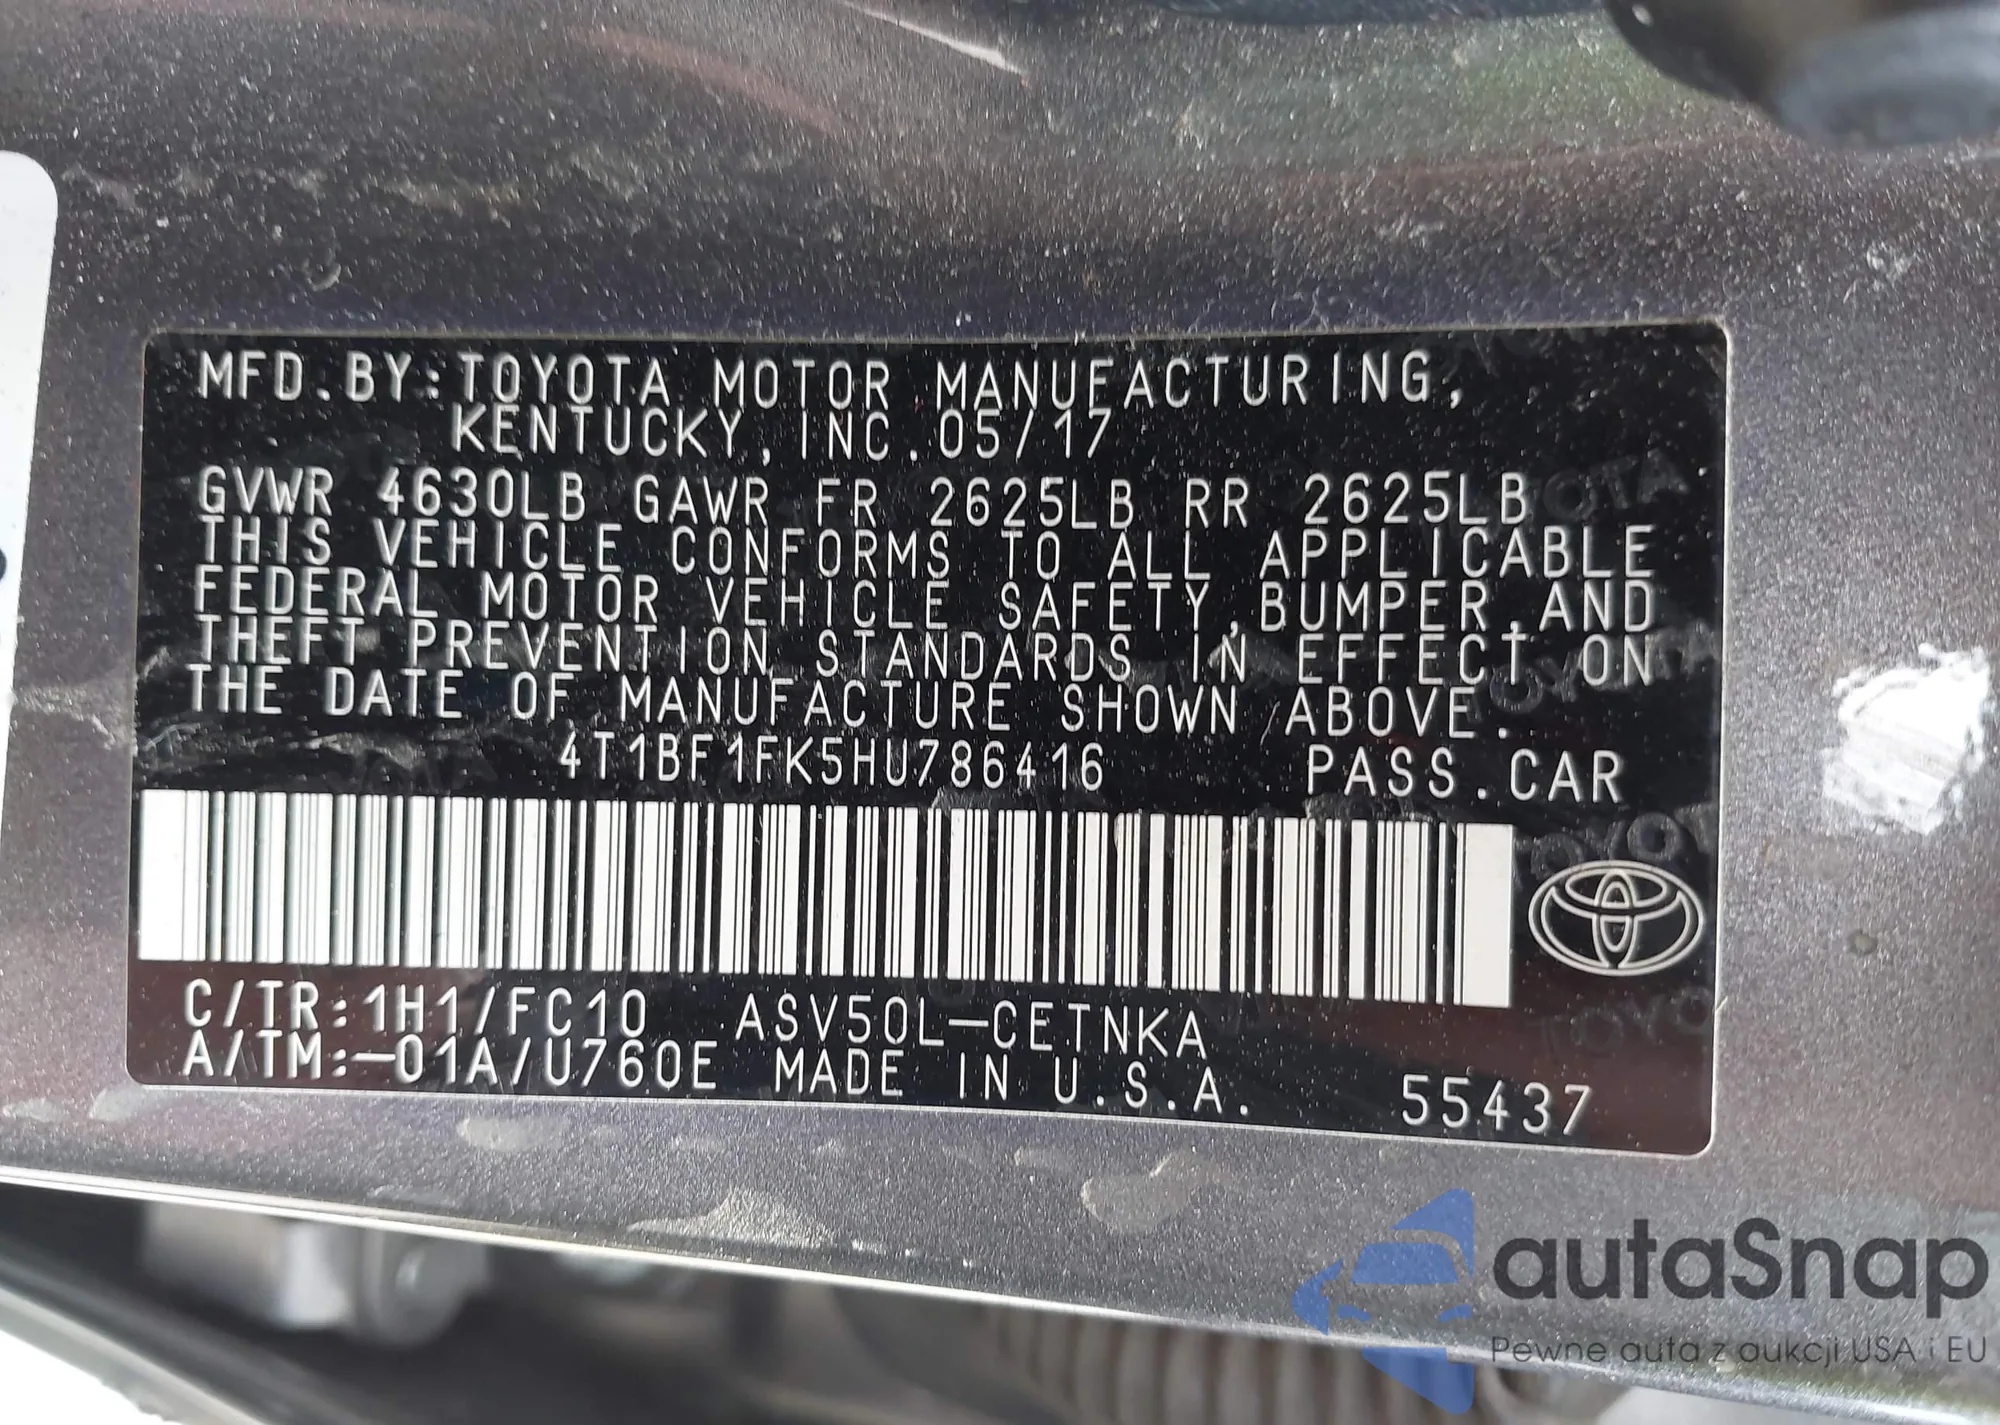 MFD.BY:TOYOTA MOTOR MANUFACTURING,
KENTUCKY, INC.05/17
GVWR 4630LB GAWR FR 2625LB RR 2625LB
THIS VEHICLE CONFORMS TO ALL APPLICABLE
FEDERAL MOTOR VEHICLE SAFETY,BUMPER,AND
THEFT PREVENTION STANDARDS IN EFFECT ON
THE DATE OF MANUFACTURE SHOWN ABOVE.
4T1BF1FK5HU786416 PASS.CAR
C/TR:1H1/FC10 ASV50L-CETNKA
A/TM:-01A/U760E MADE IN U.S.A. 55437
autaSnap
Pewne auta z aukcji USA i EU